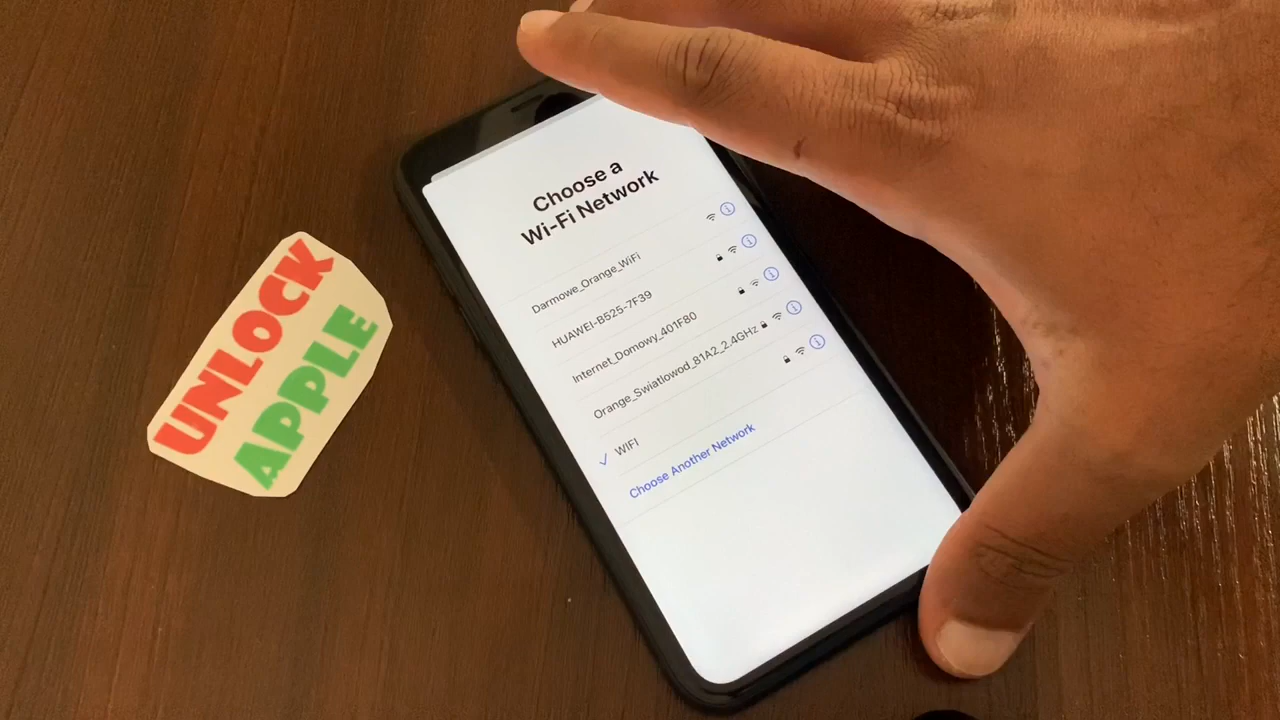 UNLOCK
APPLE
Choose a
Wi-Fi Network
Darmowe_Orange_WiFi
HUAWEI-B525-7F39
Internet_Domowy_401F80
Orange_Swiatlowod_81A2_2.4GHz
WIFI
Choose Another Network